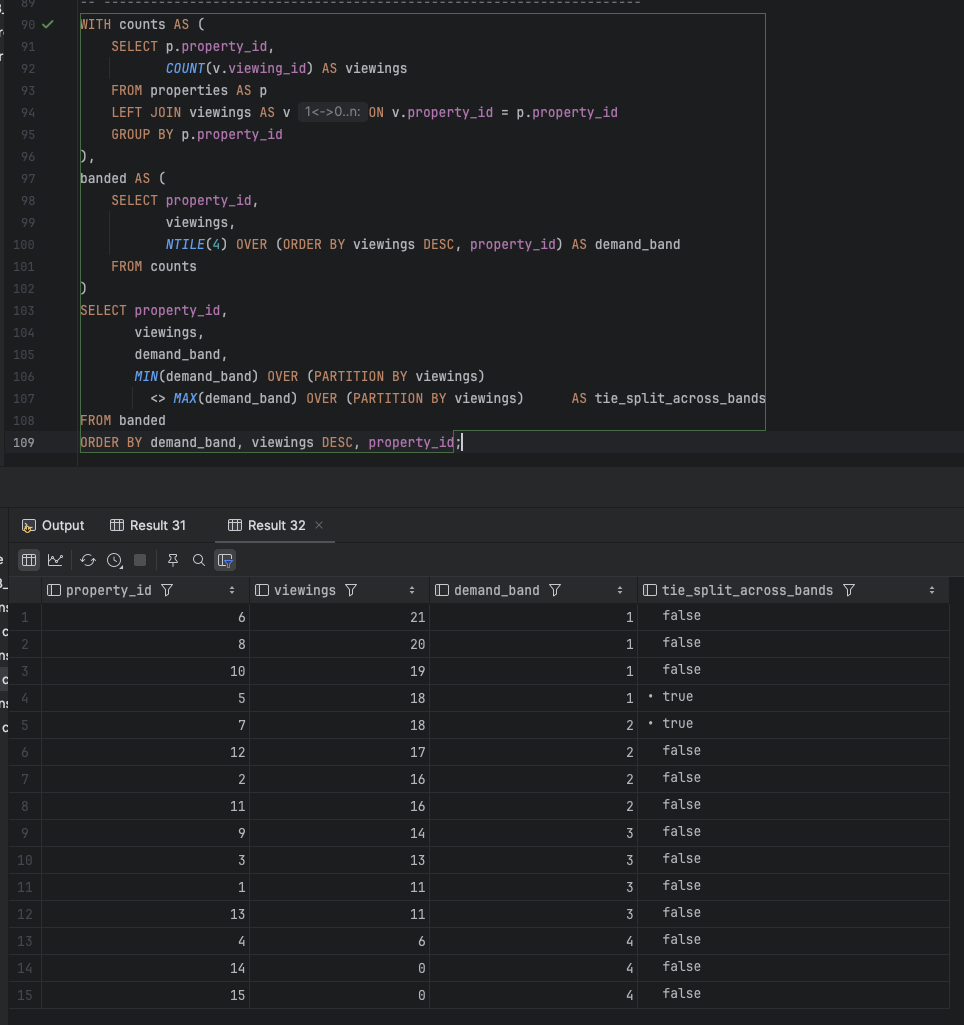 89 -- --------------------------------------------------------------------
90 WITH counts AS (
91 SELECT p.property_id,
92 COUNT(v.viewing_id) AS viewings
93 FROM properties AS p
94 LEFT JOIN viewings AS v 1<->0..n: ON v.property_id = p.property_id
95 GROUP BY p.property_id
96 ),
97 banded AS (
98 SELECT property_id,
99 viewings,
100 NTILE(4) OVER (ORDER BY viewings DESC, property_id) AS demand_band
101 FROM counts
102 )
103 SELECT property_id,
104 viewings,
105 demand_band,
106 MIN(demand_band) OVER (PARTITION BY viewings)
107 <> MAX(demand_band) OVER (PARTITION BY viewings) AS tie_split_across_bands
108 FROM banded
109 ORDER BY demand_band, viewings DESC, property_id;
Output Result 31 Result 32
property_id viewings demand_band tie_split_across_bands
1 6 21 1 false
2 8 20 1 false
3 10 19 1 false
4 5 18 1 • true
5 7 18 2 • true
6 12 17 2 false
7 2 16 2 false
8 11 16 2 false
9 9 14 3 false
10 3 13 3 false
11 1 11 3 false
12 13 11 3 false
13 4 6 4 false
14 14 0 4 false
15 15 0 4 false